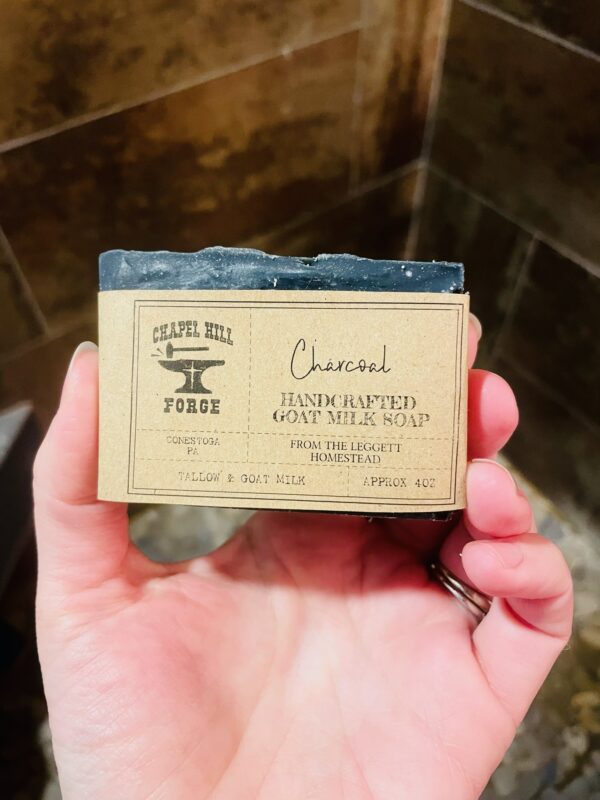 CHAPEL HILL
FORGE
Charcoal
HANDCRAFTED
GOAT MILK SOAP
CONESTOGA
PA
FROM THE LEGGETT
HOMESTEAD
TALLOW & GOAT MILK
APPROX 4OZ